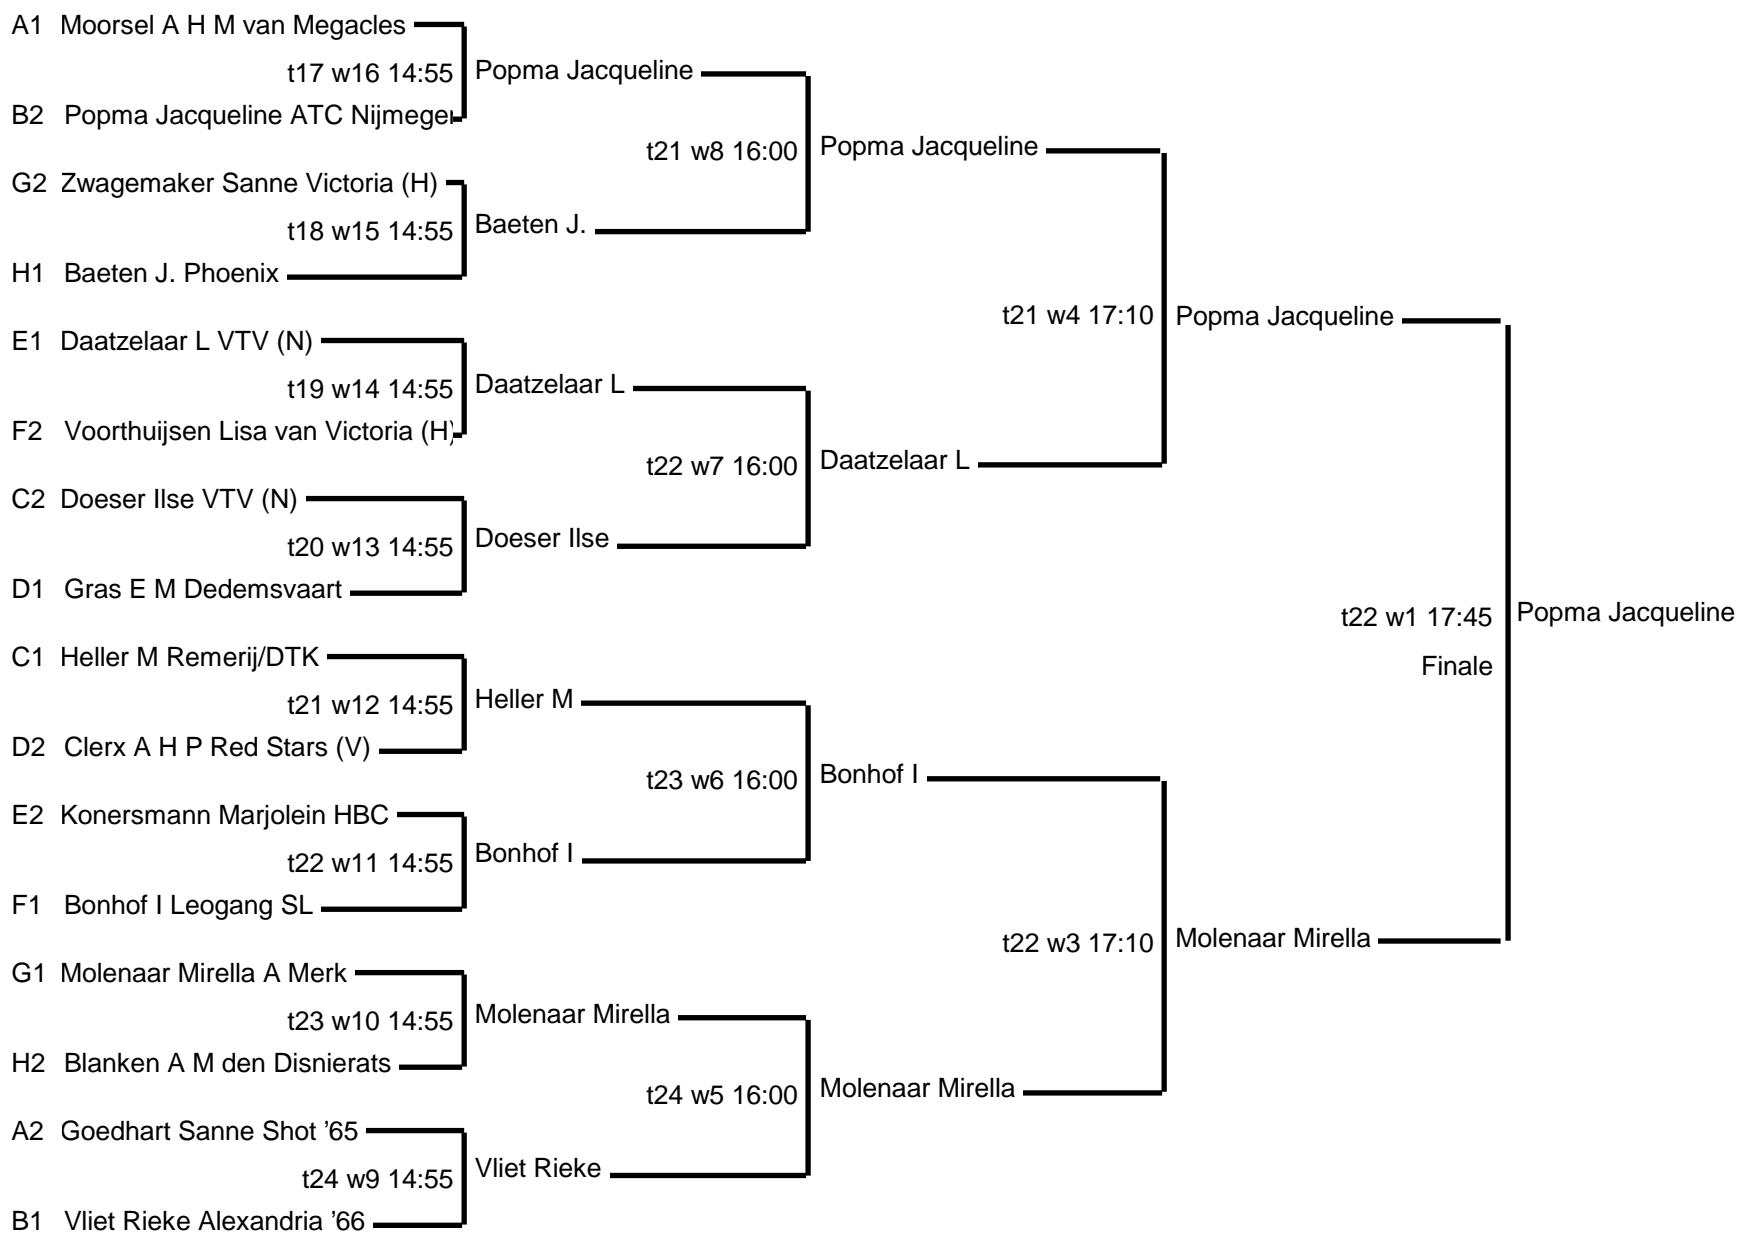 A1 Moorsel A H M van Megacles
t17 w16 14:55
B2 Popma Jacqueline ATC Nijmegen
G2 Zwagemaker Sanne Victoria (H)
t18 w15 14:55
H1 Baeten J. Phoenix
E1 Daatzelaar L VTV (N)
t19 w14 14:55
F2 Voorthuijsen Lisa van Victoria (H)
C2 Doeser Ilse VTV (N)
t20 w13 14:55
D1 Gras E M Dedemsvaart
C1 Heller M Remerij/DTK
t21 w12 14:55
D2 Clerx A H P Red Stars (V)
E2 Konersmann Marjolein HBC
t22 w11 14:55
F1 Bonhof I Leogang SL
G1 Molenaar Mirella A Merk
t23 w10 14:55
H2 Blanken A M den Disnierats
A2 Goedhart Sanne Shot ’65
t24 w9 14:55
B1 Vliet Rieke Alexandria ’66
Popma Jacqueline
t21 w8 16:00
Baeten J.
Daatzelaar L
t22 w7 16:00
Doeser Ilse
Heller M
t23 w6 16:00
Bonhof I
Molenaar Mirella
t24 w5 16:00
Vliet Rieke
Popma Jacqueline
t21 w4 17:10
Daatzelaar L
Bonhof I
t22 w3 17:10
Molenaar Mirella
Popma Jacqueline
t22 w1 17:45
Finale
Molenaar Mirella
Popma Jacqueline